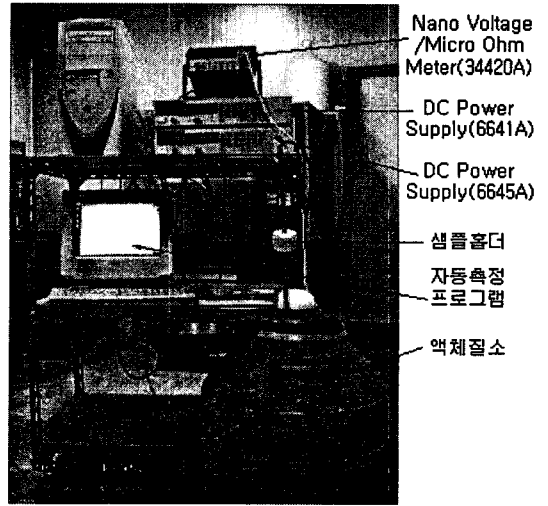 Nano Voltage
/Micro Ohm
Meter(34420A)
DC Power
Supply(6641A)
DC Power
Supply(6645A)
샘플홀더
자동측정
프로그램
액체질소